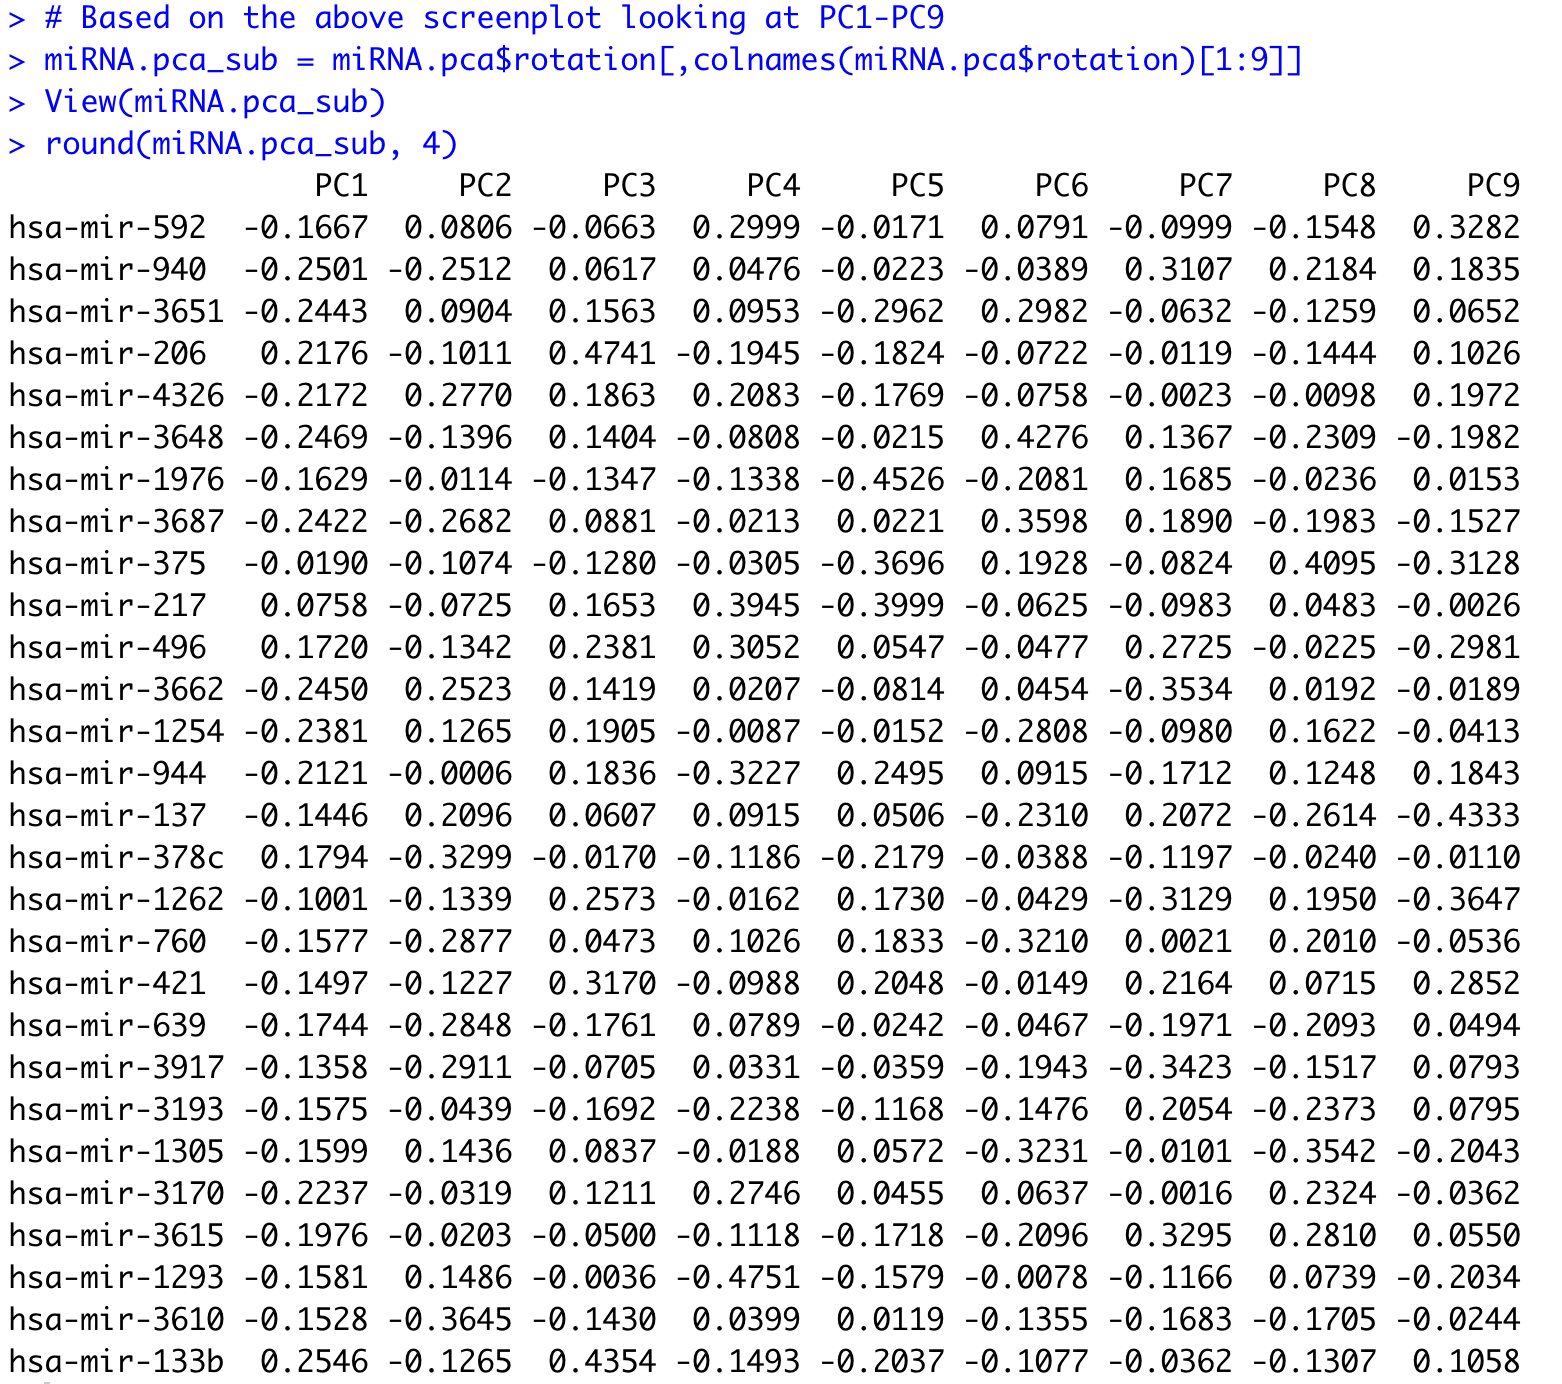 > # Based on the above screenplot looking at PC1-PC9
> miRNA.pca_sub = miRNA.pca$rotation[,colnames(miRNA.pca$rotation)[1:9]]
> View(miRNA.pca_sub)
> round(miRNA.pca_sub, 4)
                 PC1     PC2     PC3     PC4     PC5     PC6     PC7     PC8     PC9
hsa-mir-592  -0.1667  0.0806 -0.0663  0.2999 -0.0171  0.0791 -0.0999 -0.1548  0.3282
hsa-mir-940  -0.2501 -0.2512  0.0617  0.0476 -0.0223 -0.0389  0.3107  0.2184  0.1835
hsa-mir-3651 -0.2443  0.0904  0.1563  0.0953 -0.2962  0.2982 -0.0632 -0.1259  0.0652
hsa-mir-206   0.2176 -0.1011  0.4741 -0.1945 -0.1824 -0.0722 -0.0119 -0.1444  0.1026
hsa-mir-4326 -0.2172  0.2770  0.1863  0.2083 -0.1769 -0.0758 -0.0023 -0.0098  0.1972
hsa-mir-3648 -0.2469 -0.1396  0.1404 -0.0808 -0.0215  0.4276  0.1367 -0.2309 -0.1982
hsa-mir-1976 -0.1629 -0.0114 -0.1347 -0.1338 -0.4526 -0.2081  0.1685 -0.0236  0.0153
hsa-mir-3687 -0.2422 -0.2682  0.0881 -0.0213  0.0221  0.3598  0.1890 -0.1983 -0.1527
hsa-mir-375  -0.0190 -0.1074 -0.1280 -0.0305 -0.3696  0.1928 -0.0824  0.4095 -0.3128
hsa-mir-217   0.0758 -0.0725  0.1653  0.3945 -0.3999 -0.0625 -0.0983  0.0483 -0.0026
hsa-mir-496   0.1720 -0.1342  0.2381  0.3052  0.0547 -0.0477  0.2725 -0.0225 -0.2981
hsa-mir-3662 -0.2450  0.2523  0.1419  0.0207 -0.0814  0.0454 -0.3534  0.0192 -0.0189
hsa-mir-1254 -0.2381  0.1265  0.1905 -0.0087 -0.0152 -0.2808 -0.0980  0.1622 -0.0413
hsa-mir-944  -0.2121 -0.0006  0.1836 -0.3227  0.2495  0.0915 -0.1712  0.1248  0.1843
hsa-mir-137  -0.1446  0.2096  0.0607  0.0915  0.0506 -0.2310  0.2072 -0.2614 -0.4333
hsa-mir-378c  0.1794 -0.3299 -0.0170 -0.1186 -0.2179 -0.0388 -0.1197 -0.0240 -0.0110
hsa-mir-1262 -0.1001 -0.1339  0.2573 -0.0162  0.1730 -0.0429 -0.3129  0.1950 -0.3647
hsa-mir-760  -0.1577 -0.2877  0.0473  0.1026  0.1833 -0.3210  0.0021  0.2010 -0.0536
hsa-mir-421  -0.1497 -0.1227  0.3170 -0.0988  0.2048 -0.0149  0.2164  0.0715  0.2852
hsa-mir-639  -0.1744 -0.2848 -0.1761  0.0789 -0.0242 -0.0467 -0.1971 -0.2093  0.0494
hsa-mir-3917 -0.1358 -0.2911 -0.0705  0.0331 -0.0359 -0.1943 -0.3423 -0.1517  0.0793
hsa-mir-3193 -0.1575 -0.0439 -0.1692 -0.2238 -0.1168 -0.1476  0.2054 -0.2373  0.0795
hsa-mir-1305 -0.1599  0.1436  0.0837 -0.0188  0.0572 -0.3231 -0.0101 -0.3542 -0.2043
hsa-mir-3170 -0.2237 -0.0319  0.1211  0.2746  0.0455  0.0637 -0.0016  0.2324 -0.0362
hsa-mir-3615 -0.1976 -0.0203 -0.0500 -0.1118 -0.1718 -0.2096  0.3295  0.2810  0.0550
hsa-mir-1293 -0.1581  0.1486 -0.0036 -0.4751 -0.1579 -0.0078 -0.1166  0.0739 -0.2034
hsa-mir-3610 -0.1528 -0.3645 -0.1430  0.0399  0.0119 -0.1355 -0.1683 -0.1705 -0.0244
hsa-mir-133b  0.2546 -0.1265  0.4354 -0.1493 -0.2037 -0.1077 -0.0362 -0.1307  0.1058